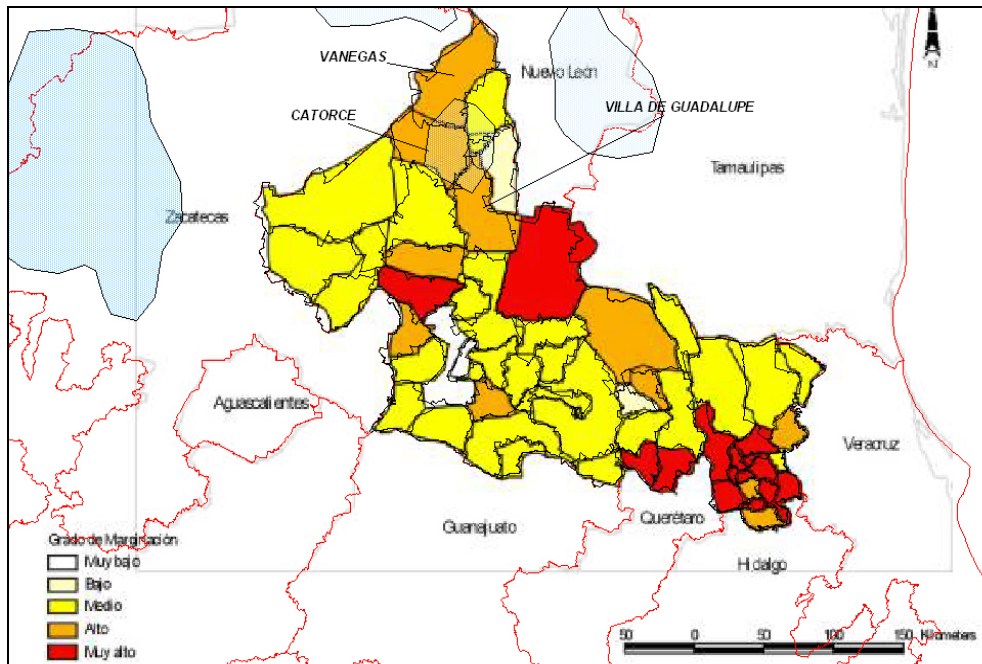 VANEGAS
Nuevo León
N
CATORCE
VILLA DE GUADALUPE
Tamaulipas
Zacatecas
Aguascalientes
Veracruz
Guanajuato
Querétaro
Hidalgo
Grado de Marginación
Muy bajo
Bajo
Medio
Alto
Muy alto
50 0 50 100 150 Kilometers